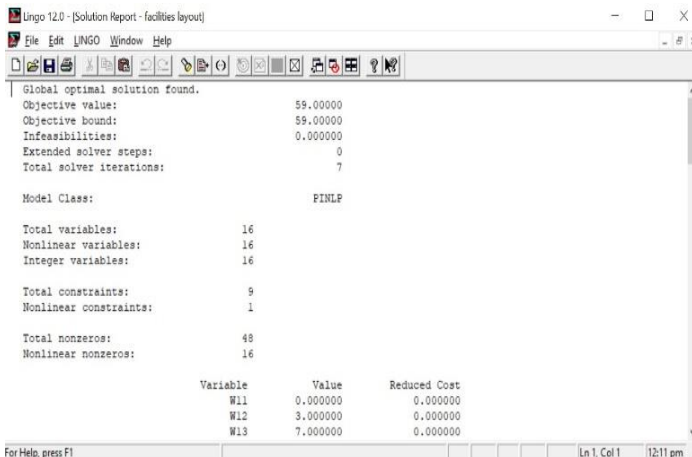 Lingo 12.0 - [Solution Report - facilities layout]
File Edit LINGO Window Help
Global optimal solution found.
Objective value: 59.00000
Objective bound: 59.00000
Infeasibilities: 0.000000
Extended solver steps: 0
Total solver iterations: 7
Model Class: PINLP
Total variables: 16
Nonlinear variables: 16
Integer variables: 16
Total constraints: 9
Nonlinear constraints: 1
Total nonzeros: 48
Nonlinear nonzeros: 16
Variable Value Reduced Cost
W11 0.000000 0.000000
W12 3.000000 0.000000
W13 7.000000 0.000000
For Help, press F1 Ln 1, Col 1 12:11 pm